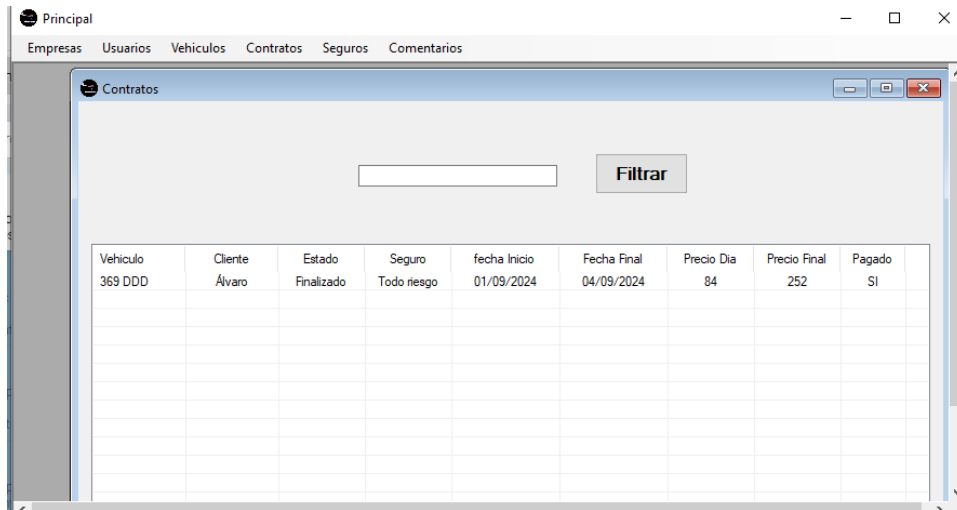 Principal
Empresas Usuarios Vehiculos Contratos Seguros Comentarios
Contratos
Filtrar
Vehiculo Cliente Estado Seguro fecha Inicio Fecha Final Precio Dia Precio Final Pagado
369 DDD Álvaro Finalizado Todo riesgo 01/09/2024 04/09/2024 84 252 SI